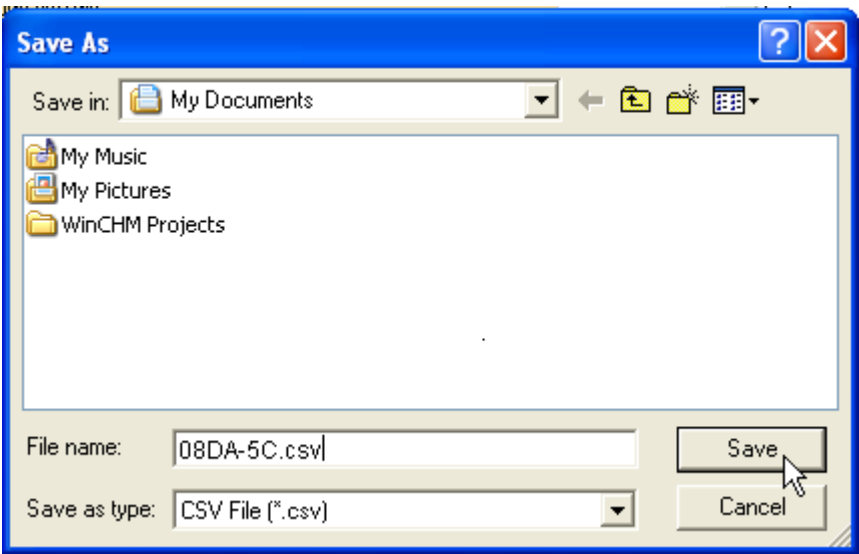 Save As
Save in: My Documents
My Music
My Pictures
WinCHM Projects
File name: 08DA-5C.csv Save
Save as type: CSV File (*.csv) Cancel